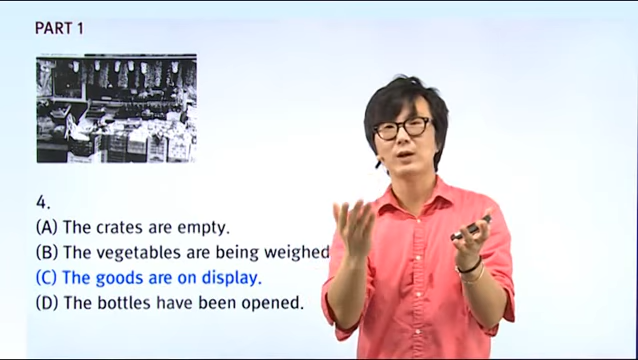 PART 1
4.
(A) The crates are empty.
(B) The vegetables are being weighed
(C) The goods are on display.
(D) The bottles have been opened.